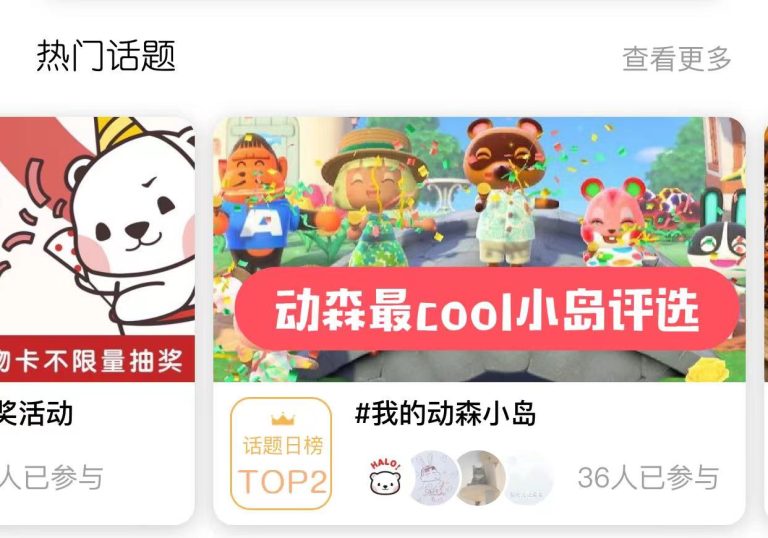 热门话题
查看更多
物卡不限量抽奖
奖活动
人已参与
A
动森最cool小岛评选
#我的动森小岛
话题日榜
TOP2
HALO!
36人已参与